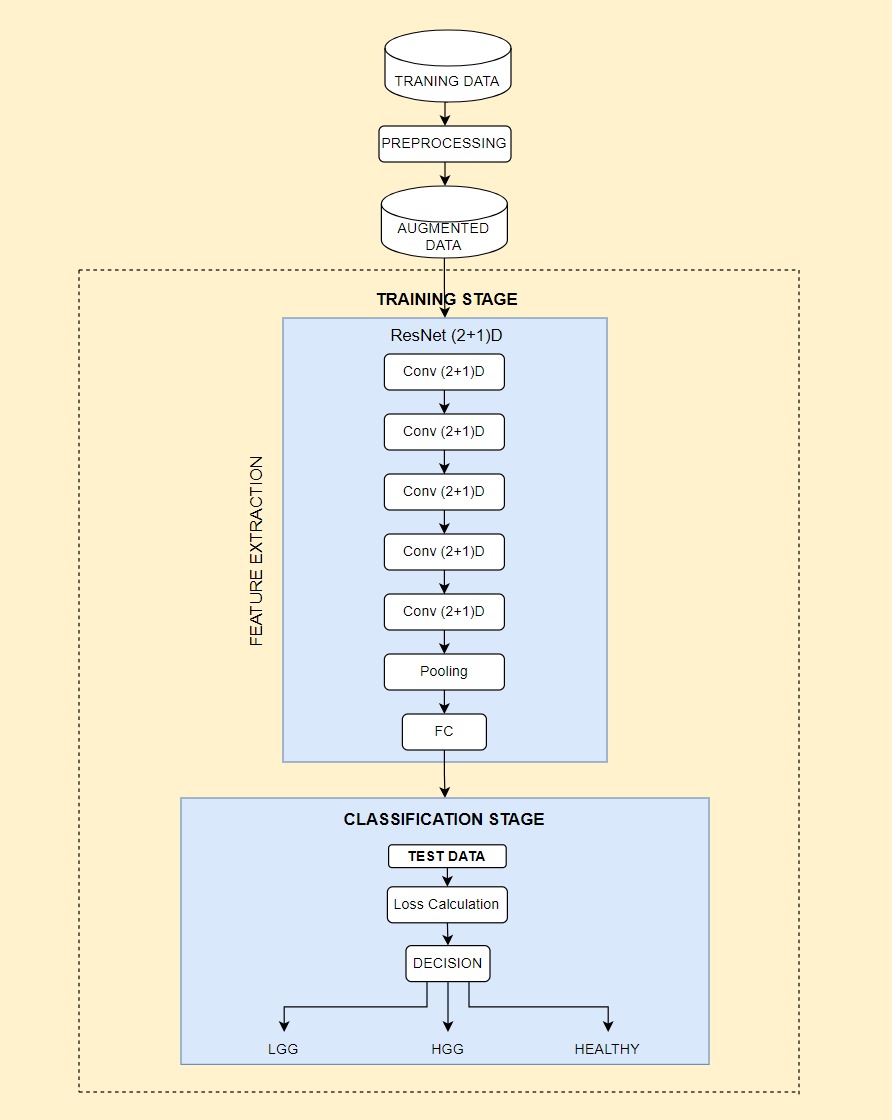 TRANING DATA
PREPROCESSING
AUGMENTED
DATA
TRAINING STAGE
ResNet (2+1)D
Conv (2+1)D
Conv (2+1)D
Conv (2+1)D
Conv (2+1)D
Conv (2+1)D
Pooling
FC
FEATURE EXTRACTION
CLASSIFICATION STAGE
TEST DATA
Loss Calculation
DECISION
LGG
HGG
HEALTHY